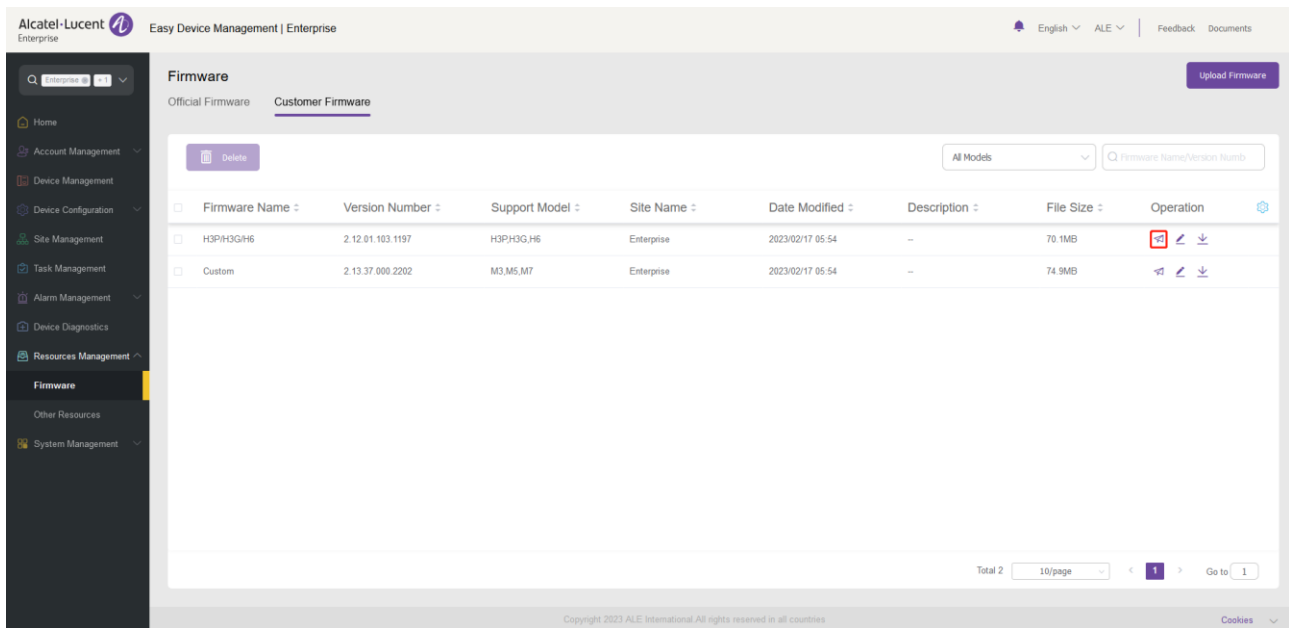 Alcatel·Lucent
Enterprise
Easy Device Management | Enterprise
English
ALE
Feedback
Documents
Enterprise
+ 1
Home
Account Management
Device Management
Device Configuration
Site Management
Task Management
Alarm Management
Device Diagnostics
Resources Management
Firmware
Other Resources
System Management
Firmware
Upload Firmware
Official Firmware
Customer Firmware
Delete
All Models
Firmware Name/Version Numb
Firmware Name Version Number Support Model Site Name Date Modified Description File Size Operation
H3P/H3G/H6 2.12.01.103.1197 H3P,H3G,H6 Enterprise 2023/02/17 05:54 -- 70.1MB
Custom 2.13.37.000.2202 M3,M5,M7 Enterprise 2023/02/17 05:54 -- 74.9MB
Total 2 10/page < 1 > Go to 1
Copyright 2023 ALE International.All rights reserved in all countries
Cookies